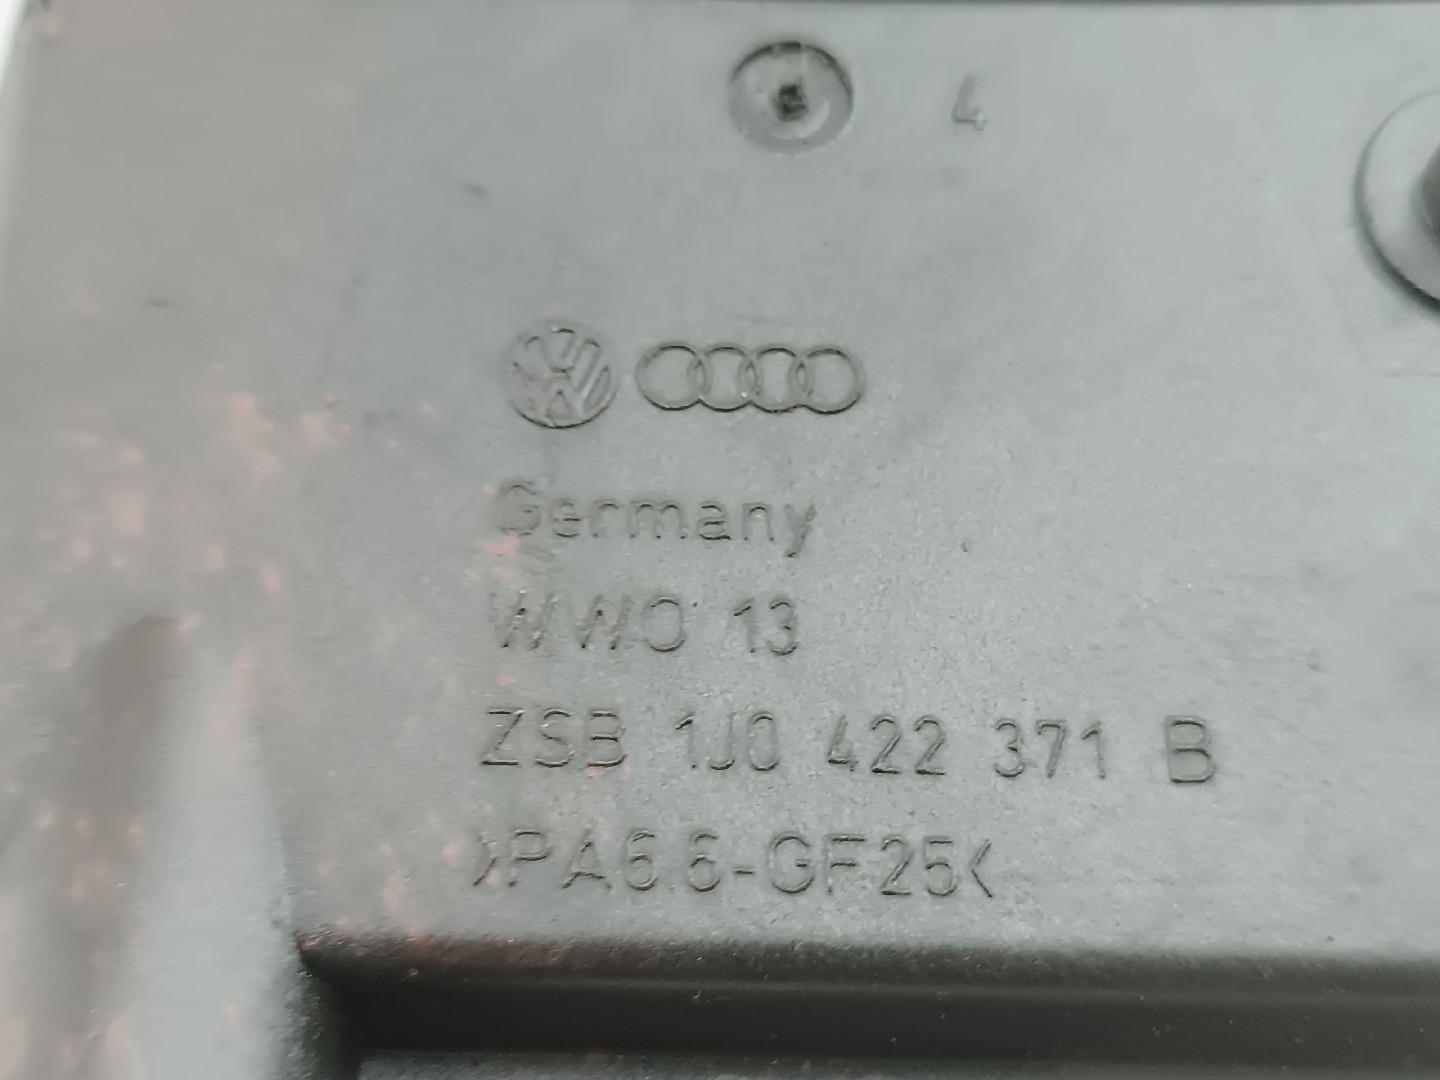 4
Germany
WWO 13
ZSB 1J0 422 371 B
>PA6.6-GF25<